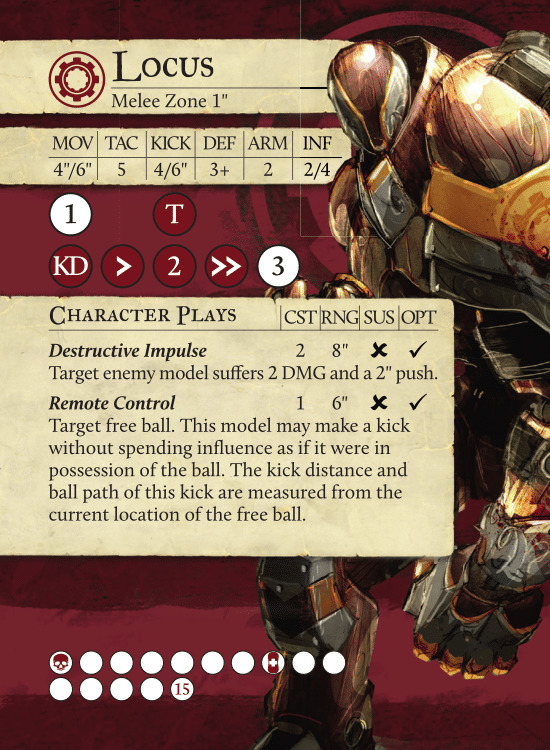 Locus
Melee Zone 1"
MOV TAC KICK DEF ARM INF
4"/6" 5 4/6" 3+ 2 2/4
1 T
KD > 2 >> 3
Character Plays CST RNG SUS OPT
Destructive Impulse 2 8" ✘ ✓
Target enemy model suffers 2 DMG and a 2" push.
Remote Control 1 6" ✘ ✓
Target free ball. This model may make a kick
without spending influence as if it were in
possession of the ball. The kick distance and
ball path of this kick are measured from the
current location of the free ball.
15